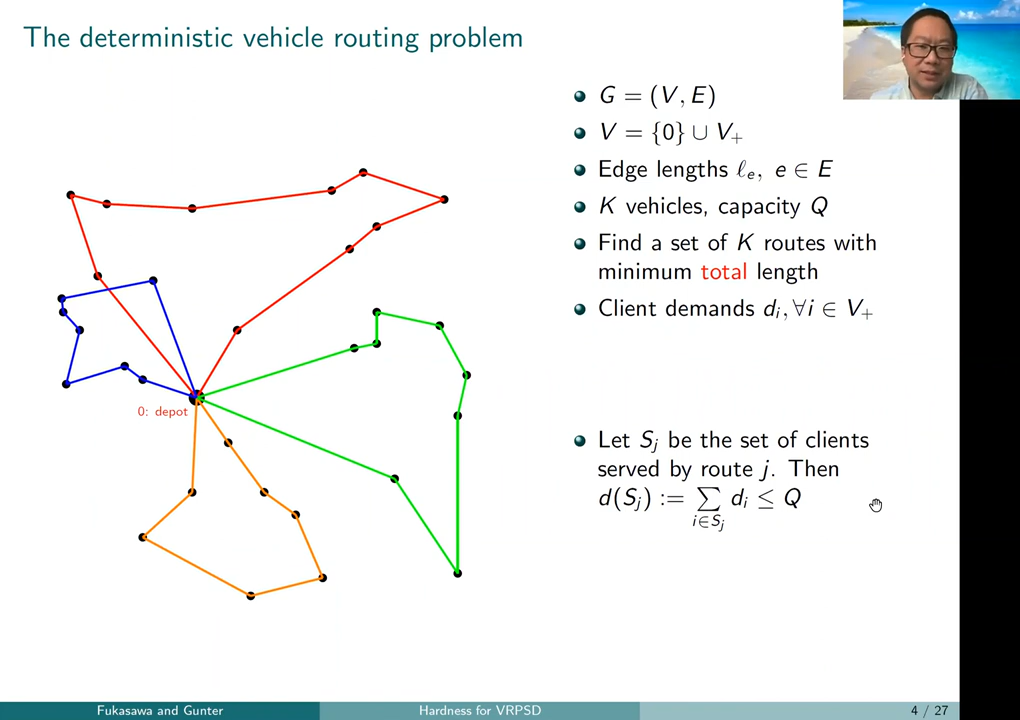 The deterministic vehicle routing problem
G = (V, E)
V = {0} ∪ V₊
Edge lengths ℓₑ, e ∈ E
K vehicles, capacity Q
Find a set of K routes with
minimum total length
Client demands dᵢ, ∀i ∈ V₊
0: depot
Let Sⱼ be the set of clients
served by route j. Then
d(Sⱼ) := ∑ dᵢ ≤ Q
i∈Sⱼ
Fukasawa and Gunter
Hardness for VRPSD
4 / 27